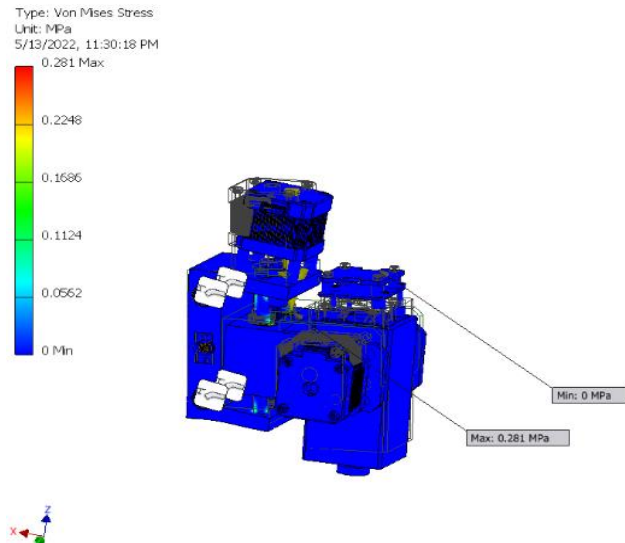 Type: Von Mises Stress
Unit: MPa
5/13/2022, 11:30:18 PM
0.281 Max
0.2248
0.1686
0.1124
0.0562
0 Min
Min: 0 MPa
Max: 0.281 MPa
Z
X